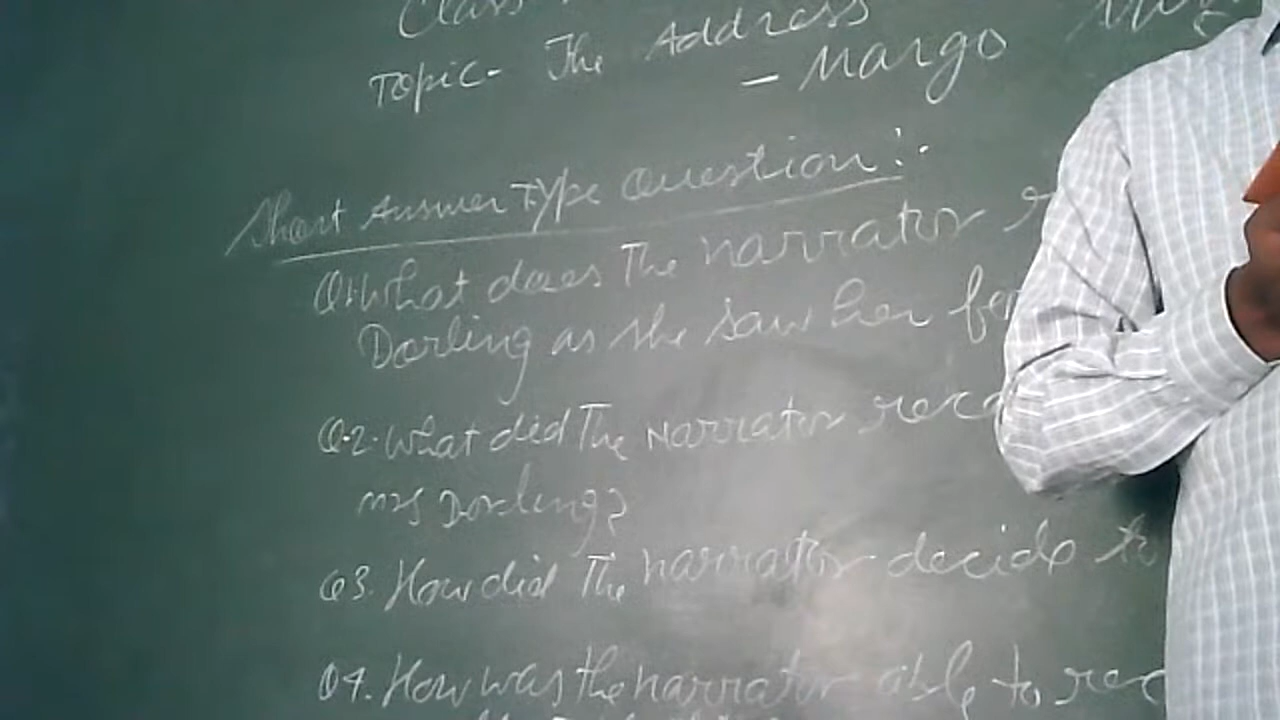 Class
Topic- The Address
- Margo
Short Answer Type Question:-
Q1. What does the narrator
Dorling as she saw her
Q.2. What did The Narrator
Mrs Dorling?
Q3. How did The narrator decide to
Q4. How was the narrator able to